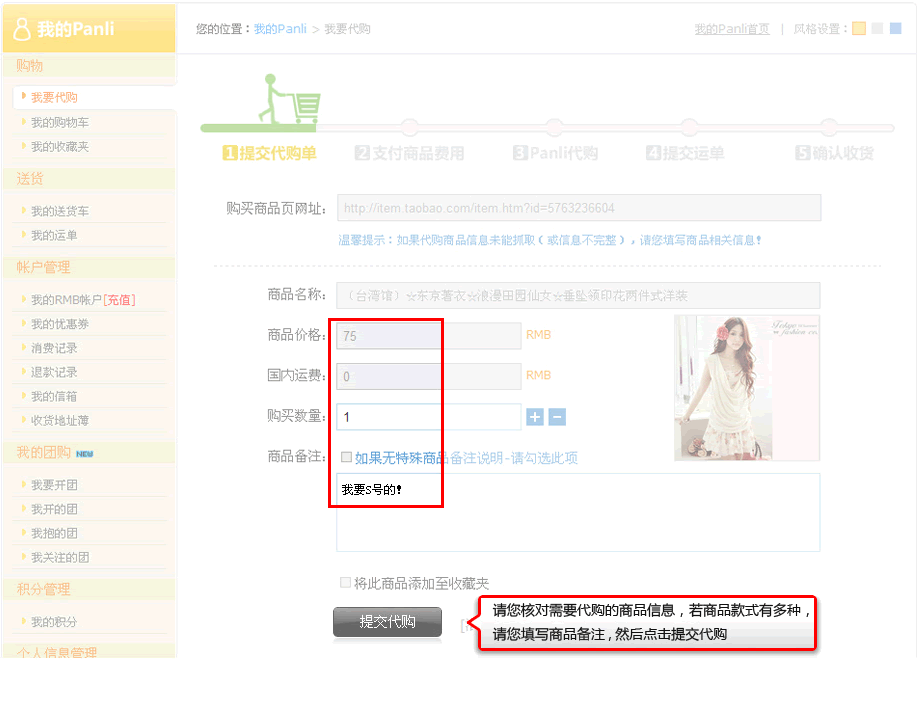 我的Panli
您的位置：我的Panli > 我要代购
我的Panli首页 | 风格设置：
购物
我要代购
我的购物车
我的收藏夹
送货
我的送货车
我的运单
帐户管理
我的RMB帐户[充值]
我的优惠券
消费记录
退款记录
我的信箱
收货地址薄
我的团购 NEW
我要开团
我开的团
我抱的团
我关注的团
积分管理
我的积分
个人信息管理
1提交代购单
2支付商品费用
3Panli代购
4提交运单
5确认收货
购买商品页网址：
http://item.taobao.com/item.htm?id=5763236604
温馨提示：如果代购商品信息未能抓取（或信息不完整），请您填写商品相关信息！
商品名称：
（台湾馆）☆东京著衣☆浪漫田园仙女☆垂坠领印花两件式洋装
商品价格：
75
RMB
国内运费：
0
RMB
购买数量：
1
+ -
商品备注：
如果无特殊商品备注说明-请勾选此项
我要S号的！
将此商品添加至收藏夹
提交代购
请您核对需要代购的商品信息，若商品款式有多种，
请您填写商品备注，然后点击提交代购